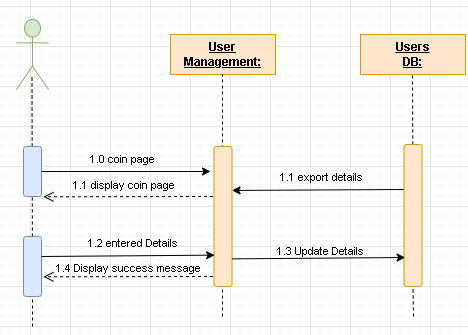 User
Management:
Users
DB:
1.0 coin page
1.1 export details
1.1 display coin page
1.2 entered Details
1.3 Update Details
1.4 Display success message